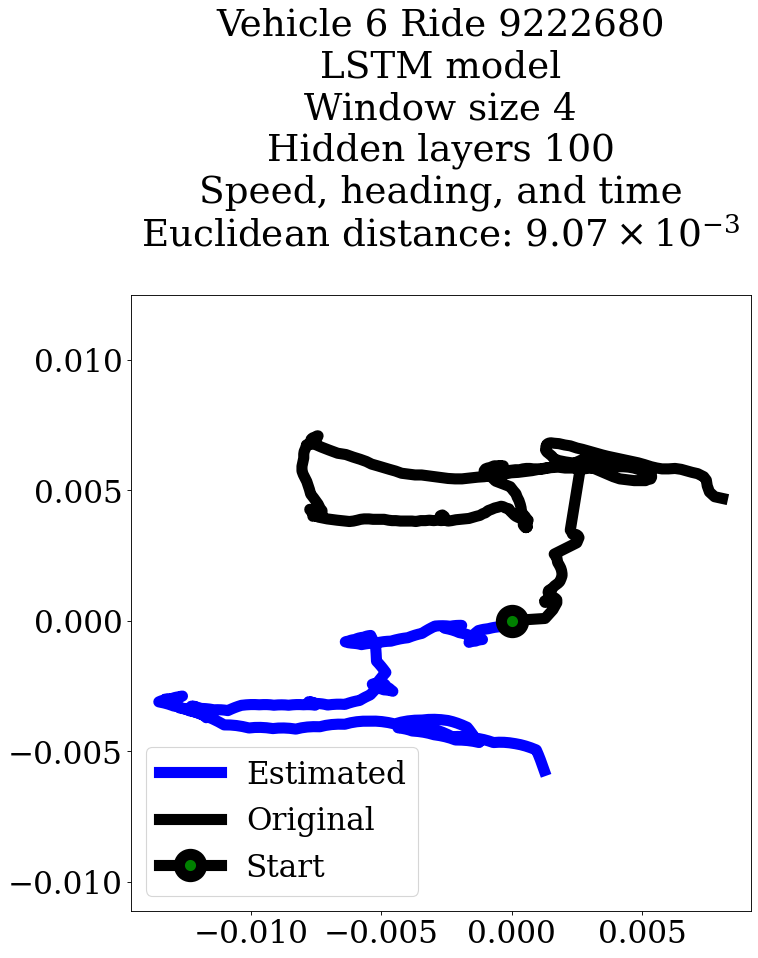 Vehicle 6 Ride 9222680
LSTM model
Window size 4
Hidden layers 100
Speed, heading, and time
Euclidean distance: 9.07 × 10⁻³
0.010
0.005
0.000
−0.005
−0.010
Estimated
Original
Start
−0.010 −0.005 0.000 0.005